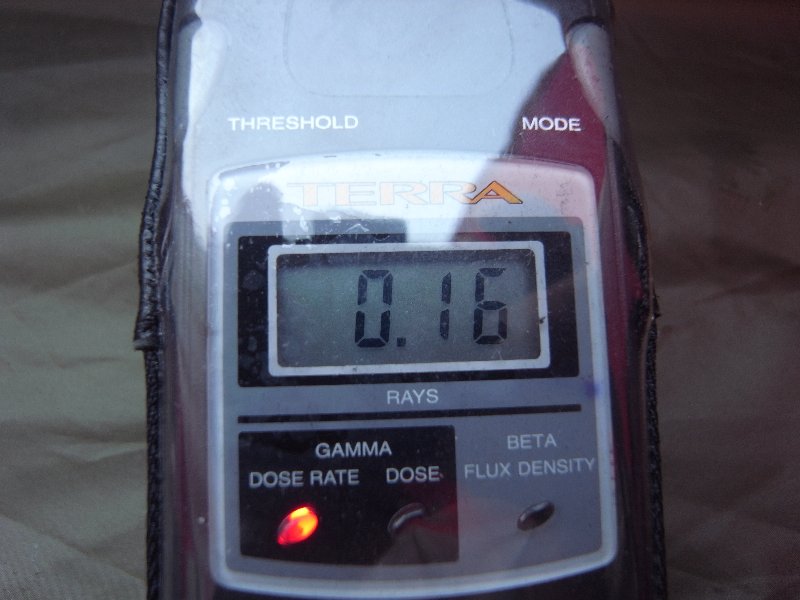 THRESHOLD MODE
TERRA
0.16
RAYS
GAMMA
DOSE RATE DOSE
BETA
FLUX DENSITY